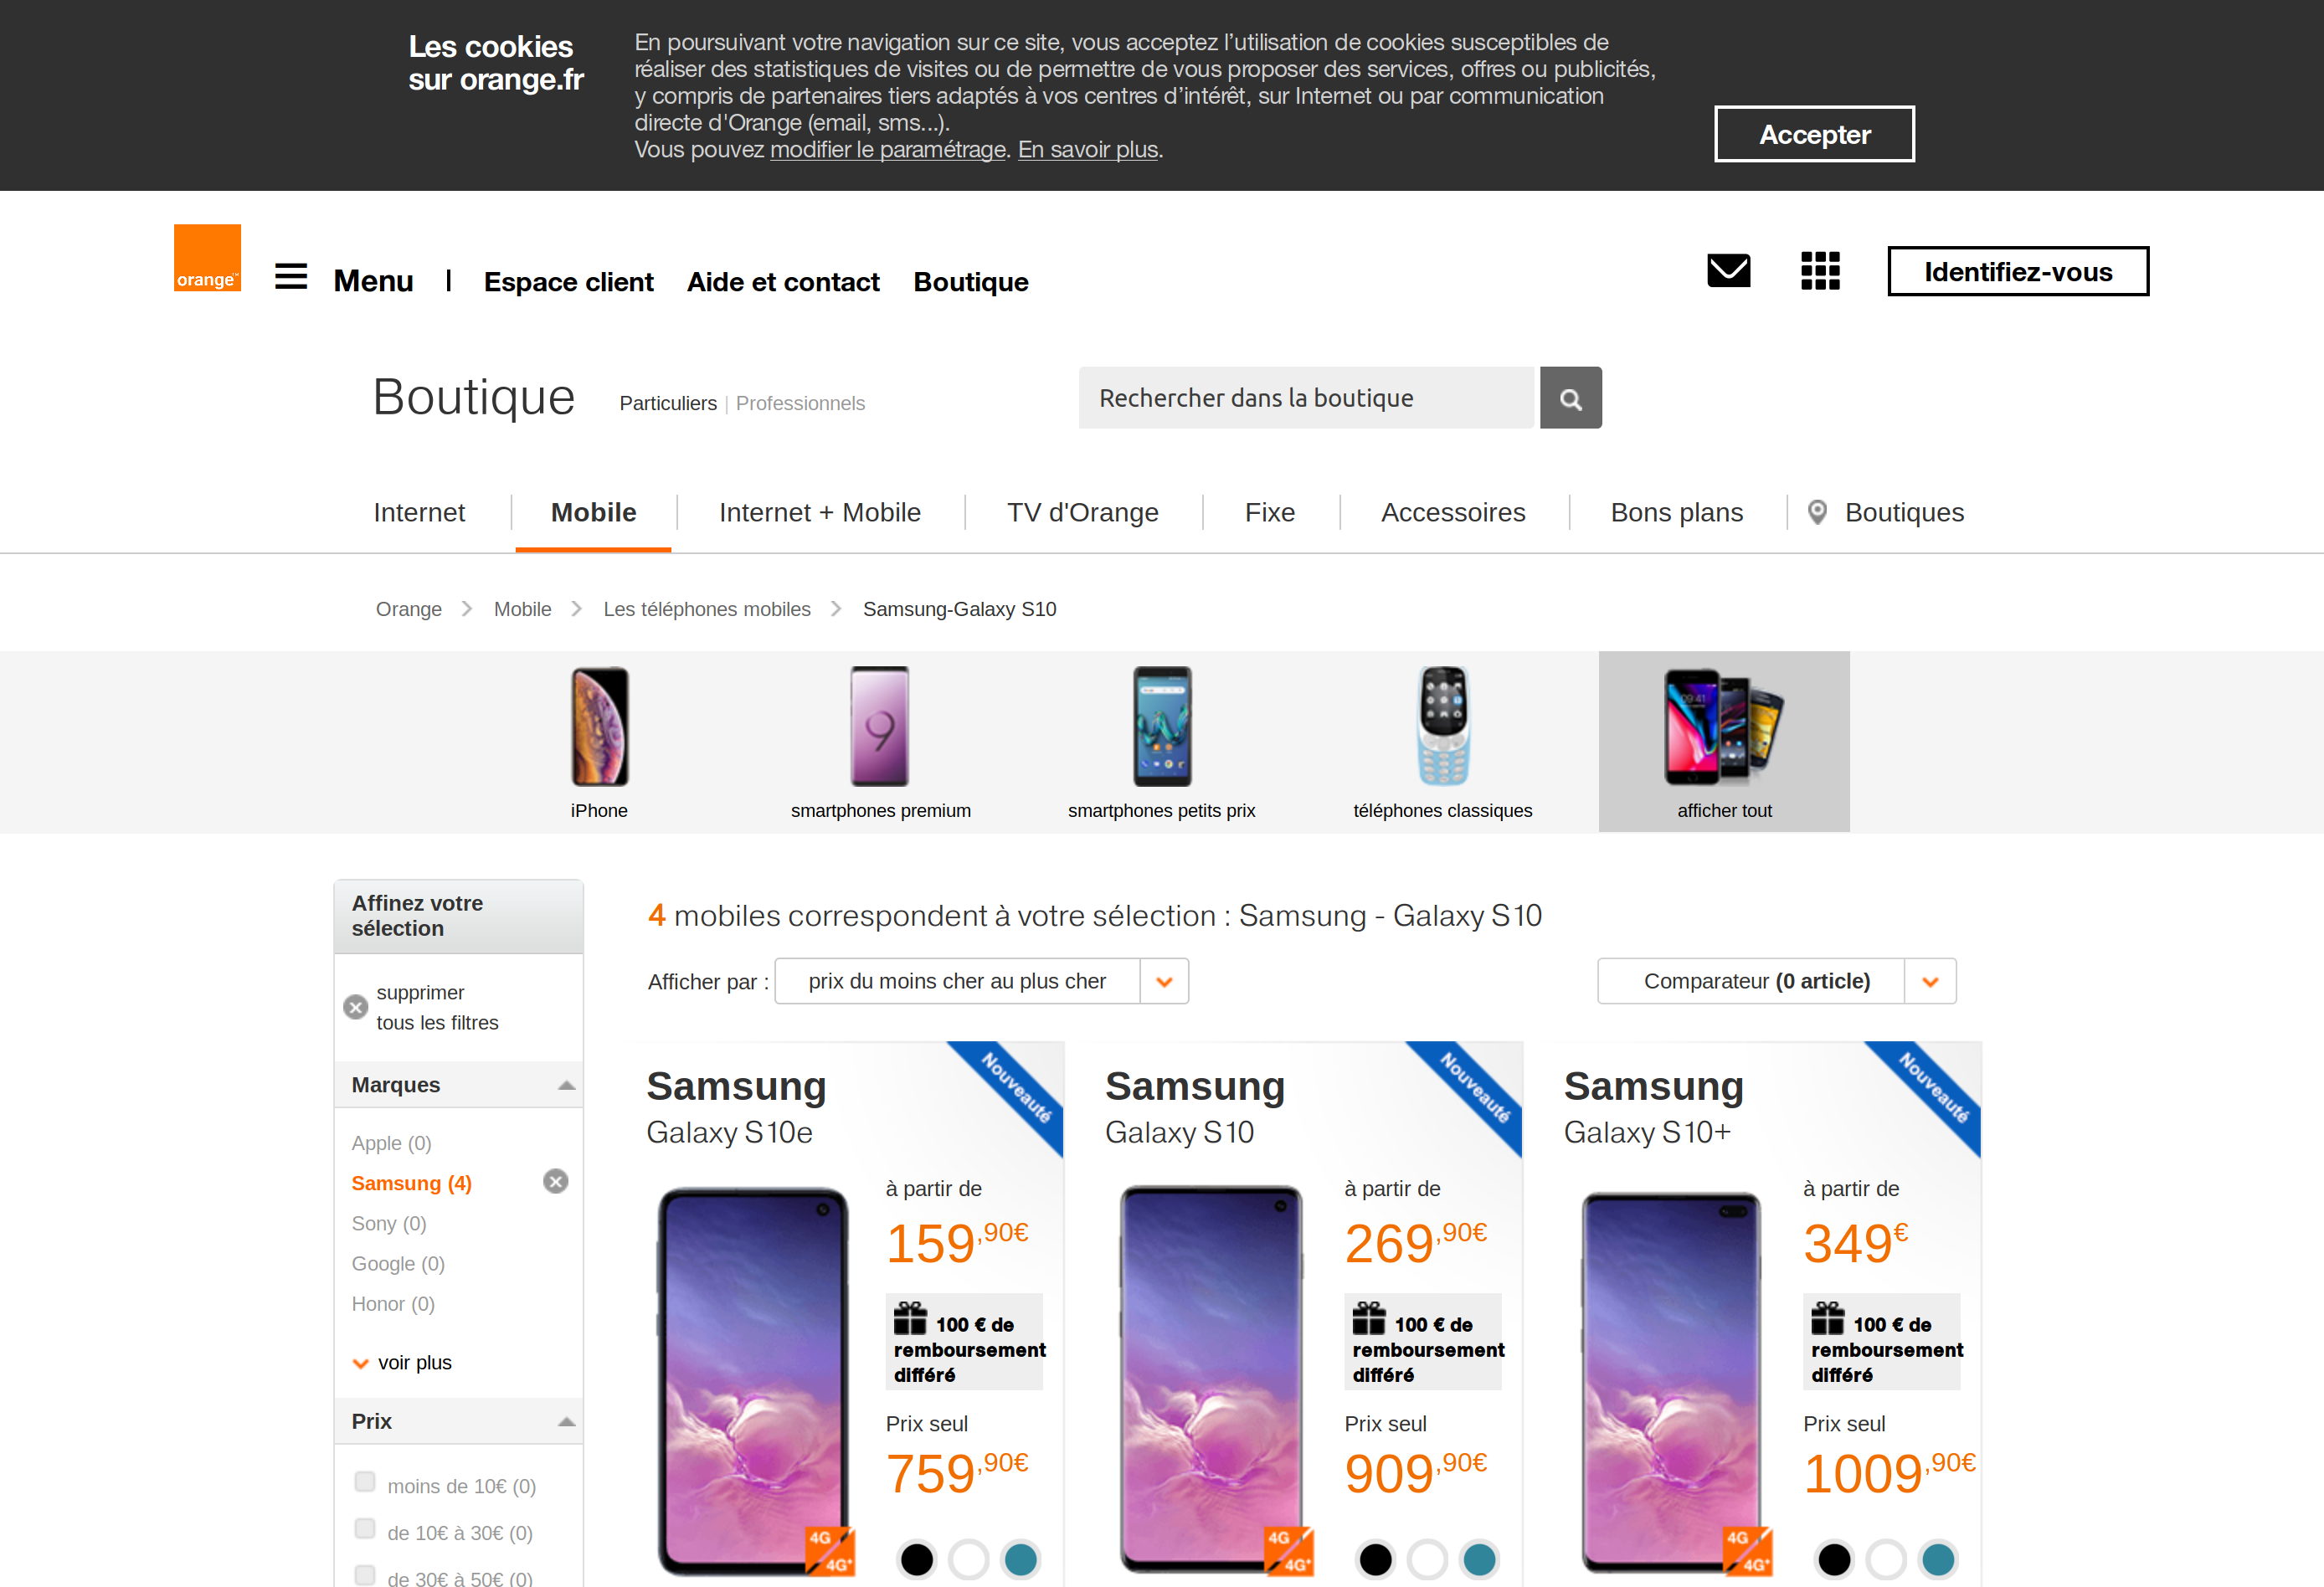 Les cookies
sur orange.fr
En poursuivant votre navigation sur ce site, vous acceptez l’utilisation de cookies susceptibles de
réaliser des statistiques de visites ou de permettre de vous proposer des services, offres ou publicités,
y compris de partenaires tiers adaptés à vos centres d’intérêt, sur Internet ou par communication
directe d'Orange (email, sms...).
Vous pouvez modifier le paramétrage. En savoir plus.
Accepter
orange™
Menu
Espace client
Aide et contact
Boutique
Identifiez-vous
Boutique
Particuliers | Professionnels
Rechercher dans la boutique
Internet
Mobile
Internet + Mobile
TV d'Orange
Fixe
Accessoires
Bons plans
Boutiques
Orange
Mobile
Les téléphones mobiles
Samsung-Galaxy S10
9
09:41
iPhone
smartphones premium
smartphones petits prix
téléphones classiques
afficher tout
Affinez votre
sélection
supprimer
tous les filtres
Marques
Apple (0)
Samsung (4)
Sony (0)
Google (0)
Honor (0)
voir plus
Prix
moins de 10€ (0)
de 10€ à 30€ (0)
de 30€ à 50€ (0)
4 mobiles correspondent à votre sélection : Samsung - Galaxy S10
Afficher par :
prix du moins cher au plus cher
Comparateur (0 article)
Nouveauté
Samsung
Galaxy S10e
à partir de
159,90€
100 € de
remboursement
différé
Prix seul
759,90€
4G
4G+
Nouveauté
Samsung
Galaxy S10
à partir de
269,90€
100 € de
remboursement
différé
Prix seul
909,90€
4G
4G+
Nouveauté
Samsung
Galaxy S10+
à partir de
349€
100 € de
remboursement
différé
Prix seul
1009,90€
4G
4G+